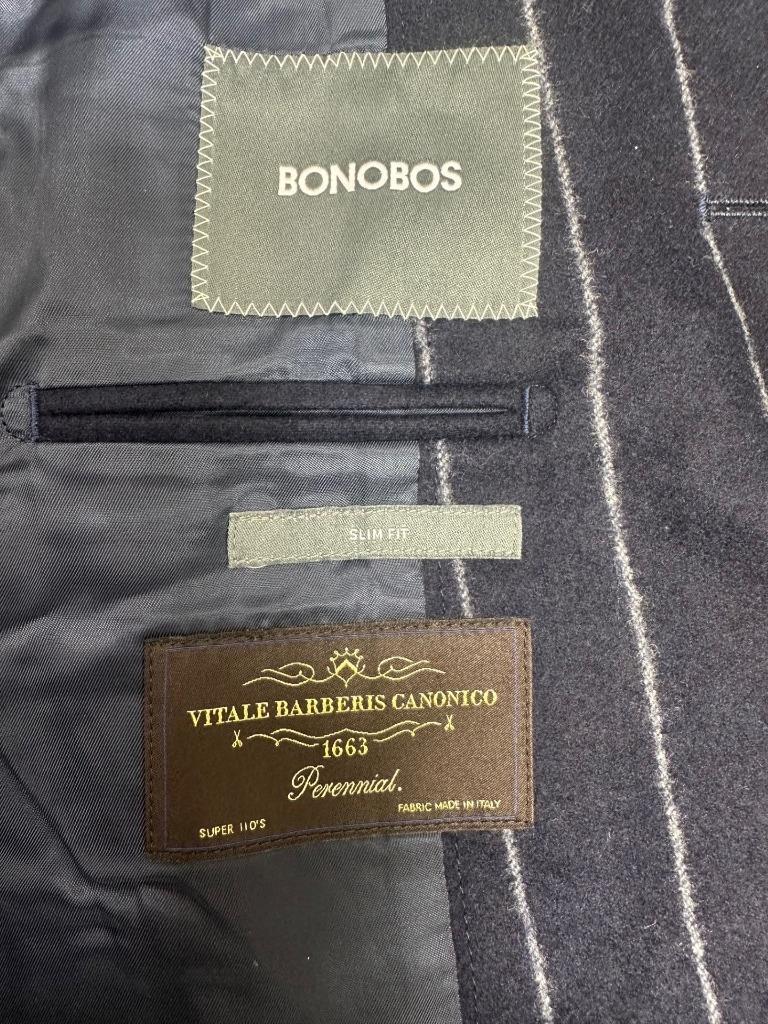 BONOBOS
SLIM FIT
VITALE BARBERIS CANONICO
1663
Perennial.
FABRIC MADE IN ITALY
SUPER 110'S